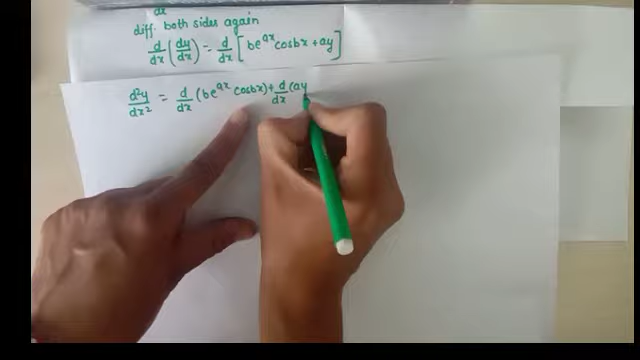 dx
diff. both sides again
d/dx (dy/dx) = d/dx [be^ax cosbx + ay]
d²y/dx² = d/dx (be^ax cosbx) + d/dx (ay